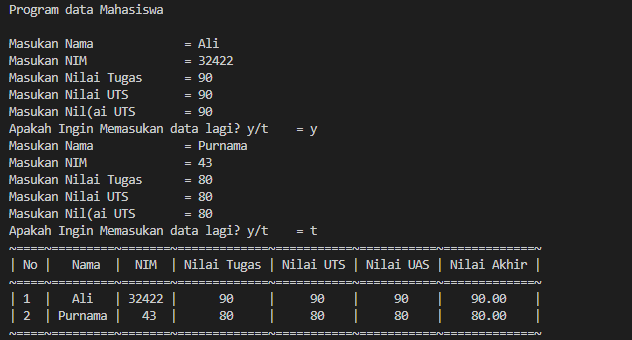 Program data Mahasiswa
Masukan Nama = Ali
Masukan NIM = 32422
Masukan Nilai Tugas = 90
Masukan Nilai UTS = 90
Masukan Nil(ai UTS = 90
Apakah Ingin Memasukan data lagi? y/t = y
Masukan Nama = Purnama
Masukan NIM = 43
Masukan Nilai Tugas = 80
Masukan Nilai UTS = 80
Masukan Nil(ai UTS = 80
Apakah Ingin Memasukan data lagi? y/t = t
~====~=========~=======~=============~===========~===========~=============~
| No | Nama | NIM | Nilai Tugas | Nilai UTS | Nilai UAS | Nilai Akhir |
~====~=========~=======~=============~===========~===========~=============~
| 1 | Ali | 32422 | 90 | 90 | 90 | 90.00 |
| 2 | Purnama | 43 | 80 | 80 | 80 | 80.00 |
~====~=========~=======~=============~===========~===========~=============~